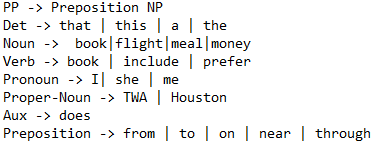 PP -> Preposition NP
Det -> that | this | a | the
Noun ->  book|flight|meal|money
Verb -> book | include | prefer
Pronoun -> I| she | me
Proper-Noun -> TWA | Houston
Aux -> does
Preposition -> from | to | on | near | through